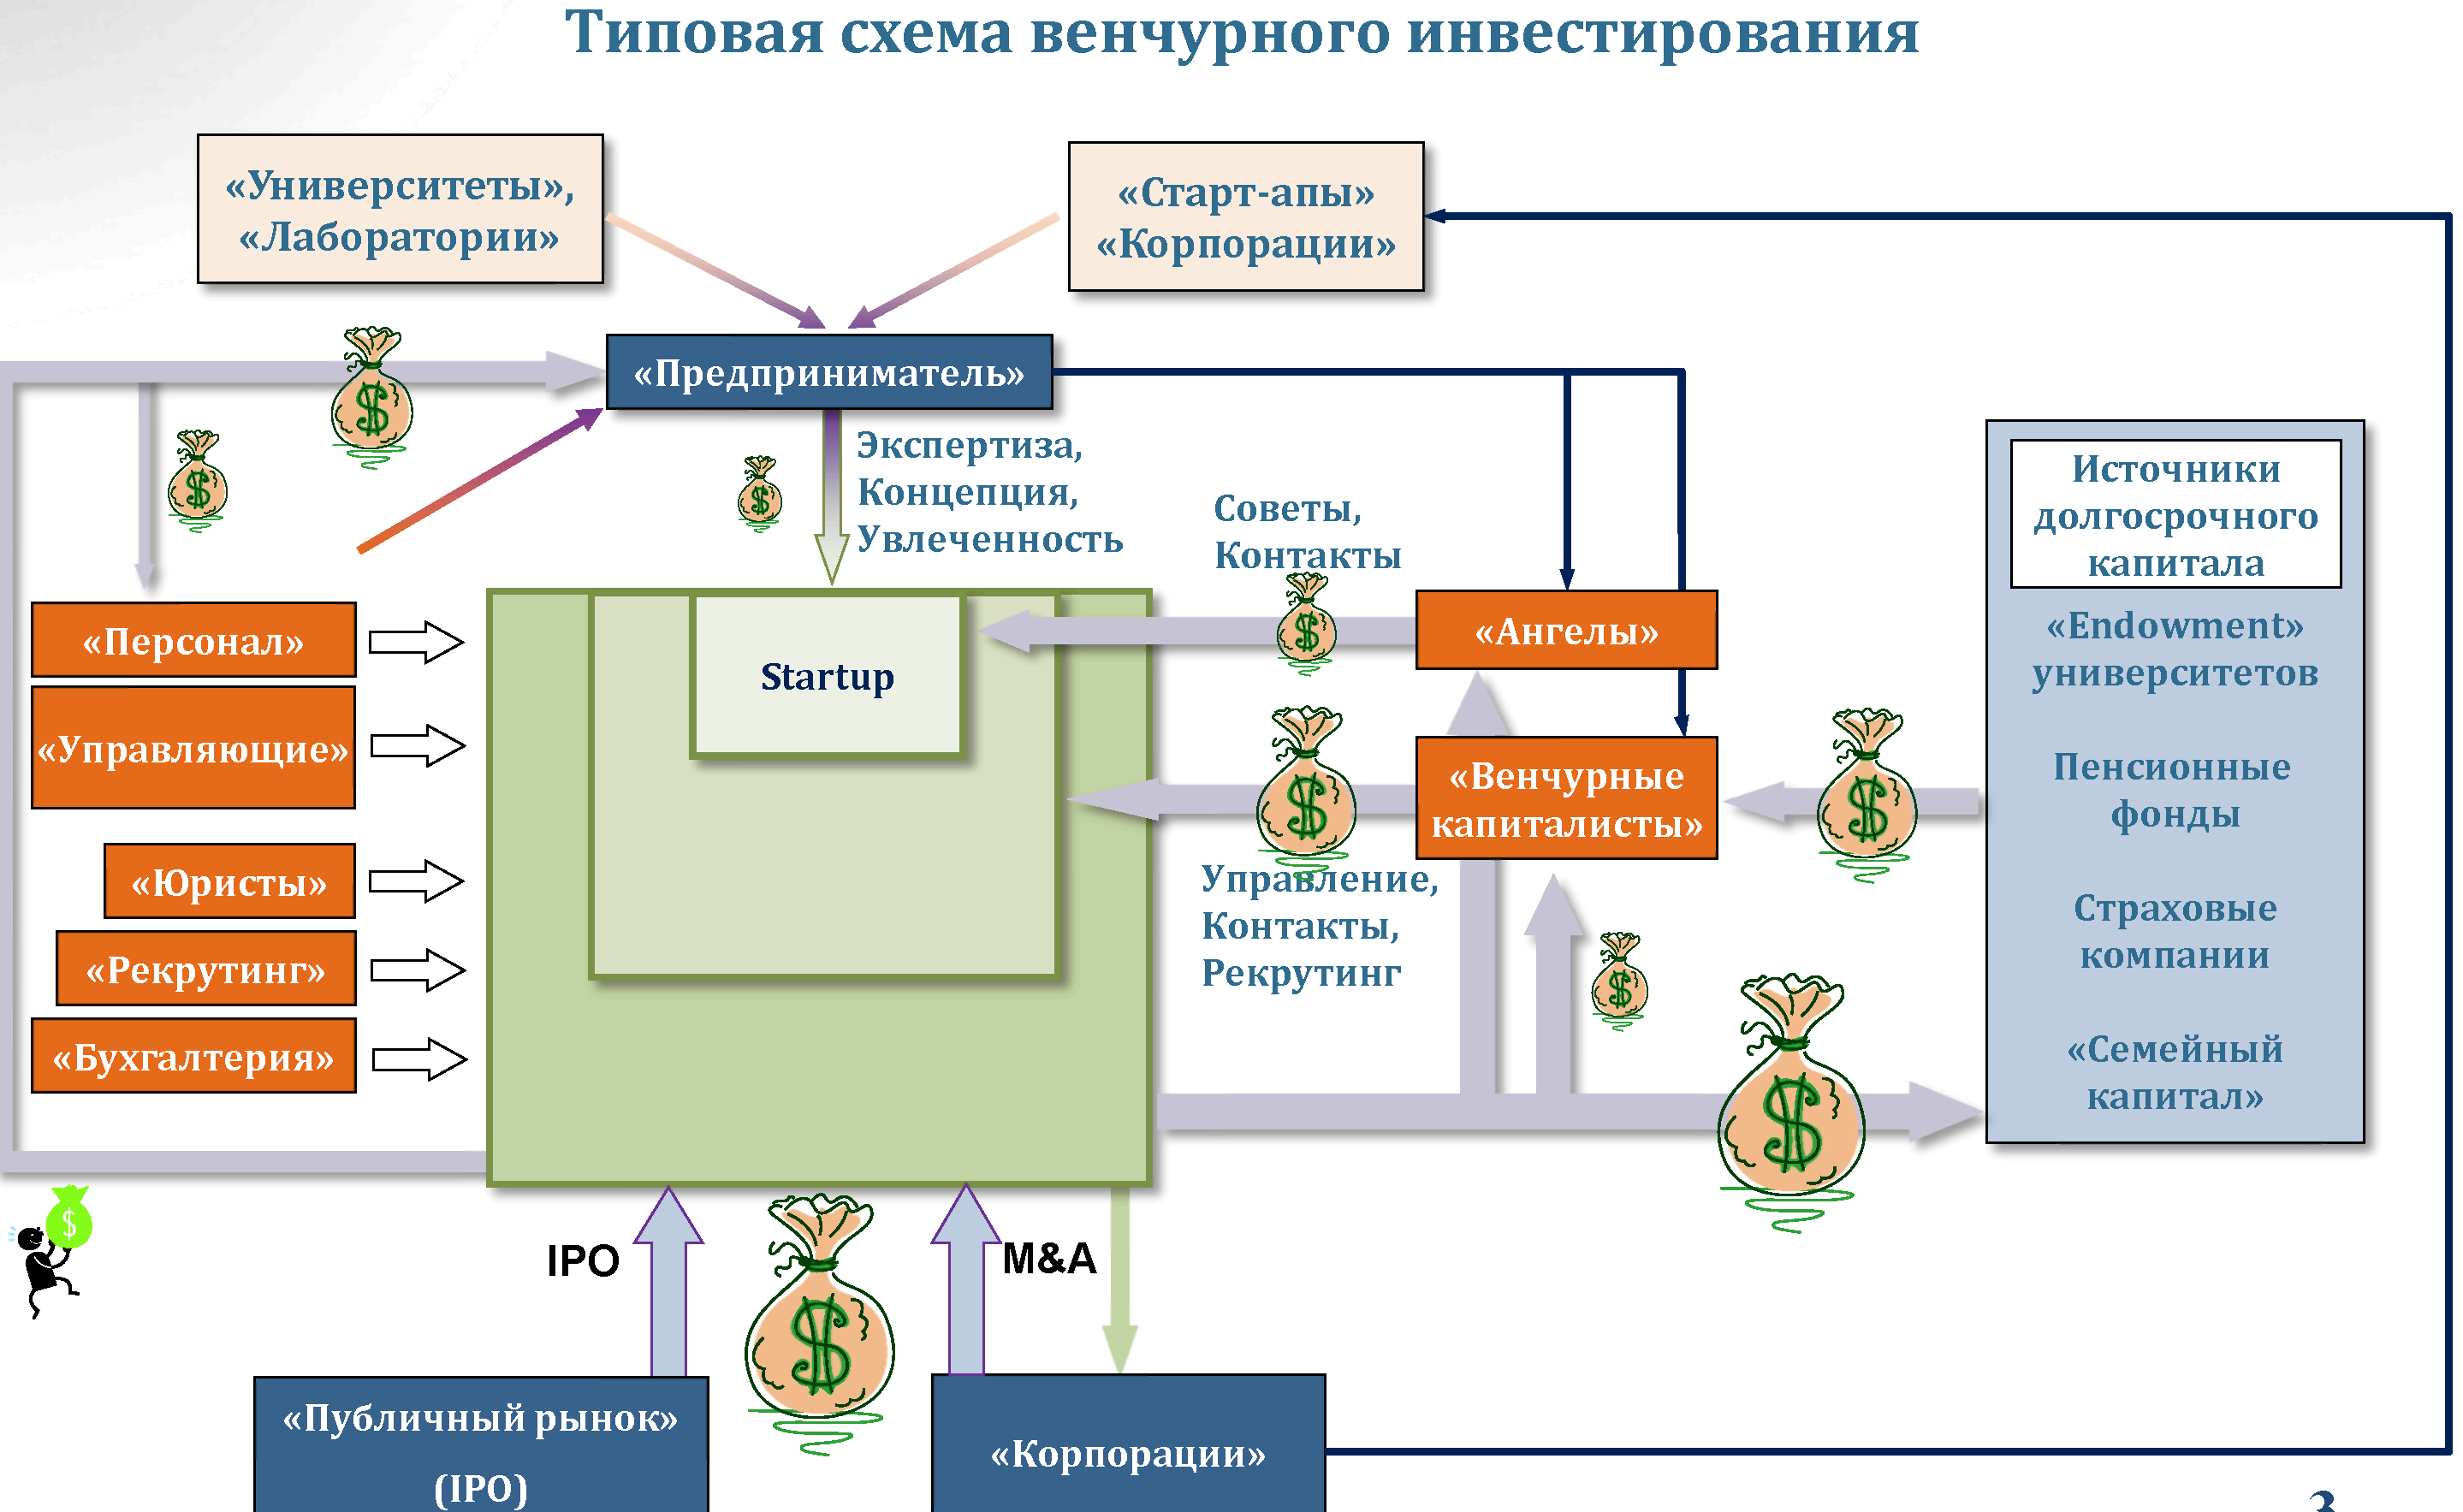 Типовая схема венчурного инвестирования
«Университеты»,
«Лаборатории»
«Старт-апы»
«Корпорации»
«Предприниматель»
Экспертиза,
Концепция,
Увлеченность
Советы,
Контакты
Источники
долгосрочного
капитала
«Endowment»
университетов
Пенсионные
фонды
Страховые
компании
«Семейный
капитал»
«Персонал»
«Управляющие»
«Юристы»
«Рекрутинг»
«Бухгалтерия»
Startup
«Ангелы»
«Венчурные
капиталисты»
Управление,
Контакты,
Рекрутинг
IPO
M&A
«Публичный рынок»
(IPO)
«Корпорации»
3